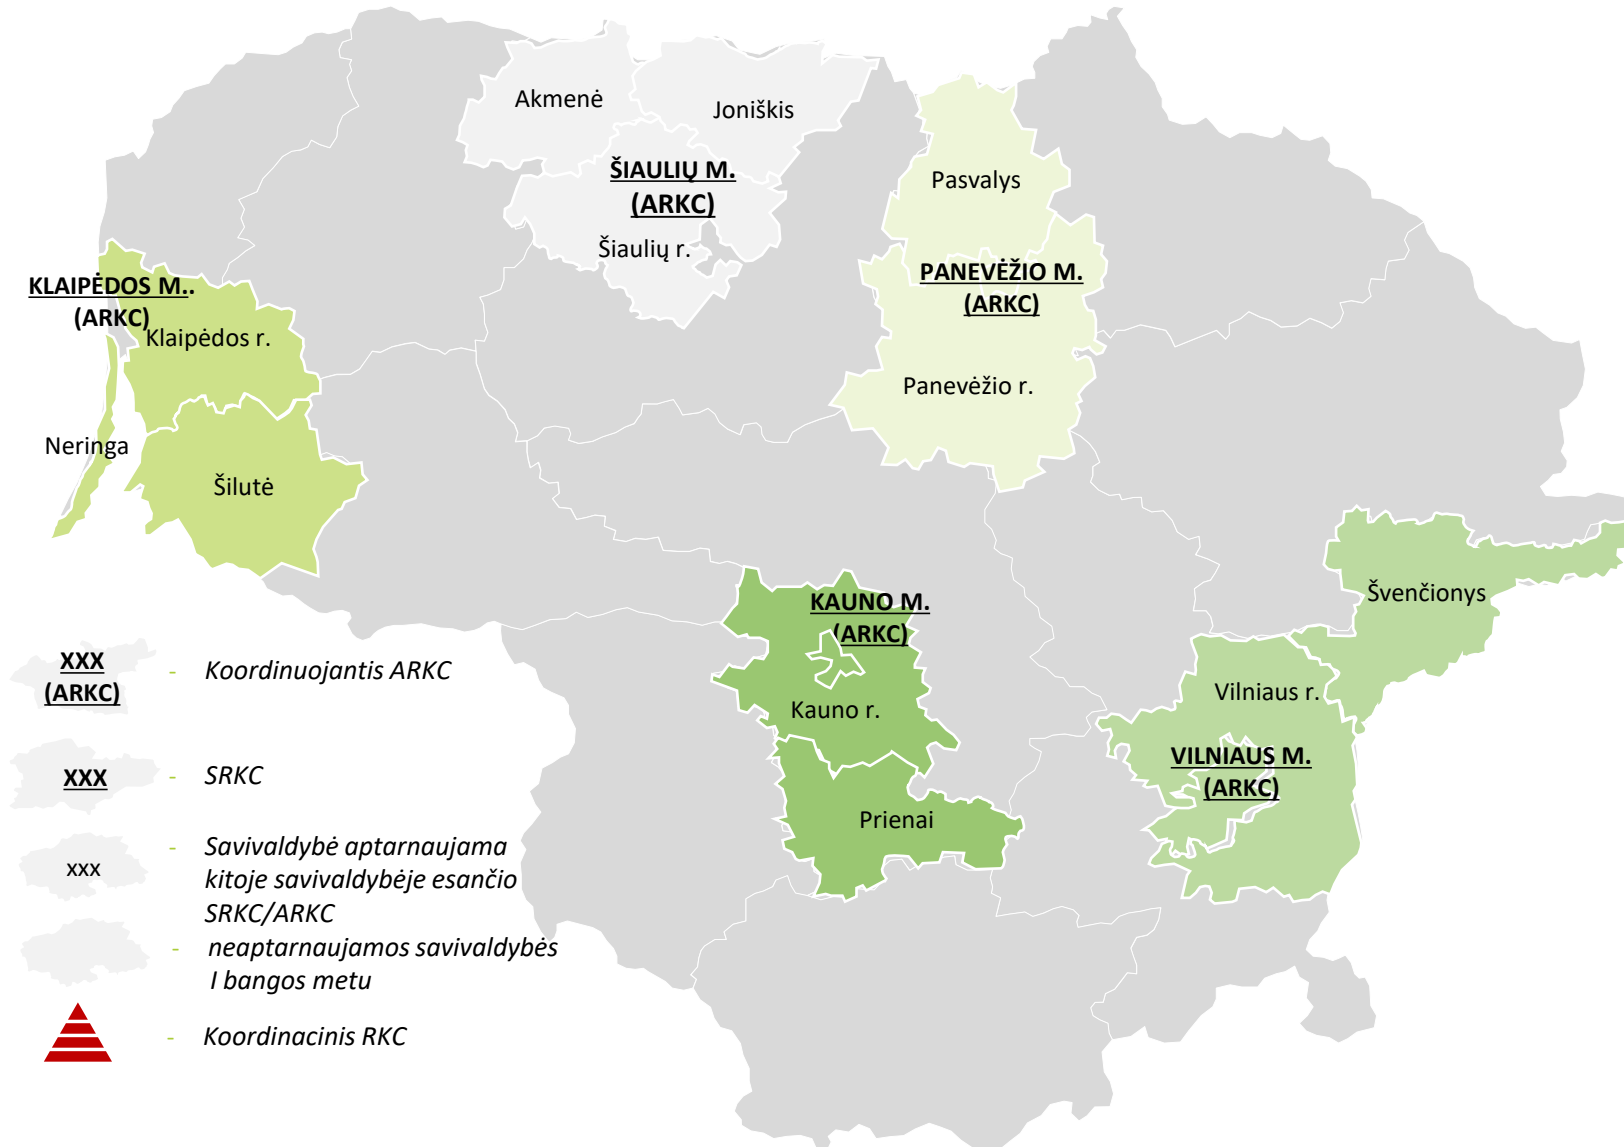 Akmenė
Joniškis
ŠIAULIŲ M.
(ARKC)
Šiaulių r.
Pasvalys
PANEVĖŽIO M.
(ARKC)
Panevėžio r.
KLAIPĖDOS M..
(ARKC)
Klaipėdos r.
Neringa
Šilutė
KAUNO M.
(ARKC)
Kauno r.
Prienai
Švenčionys
Vilniaus r.
VILNIAUS M.
(ARKC)
XXX
(ARKC)
- Koordinuojantis ARKC
XXX
- SRKC
xxx
- Savivaldybė aptarnaujama
kitoje savivaldybėje esančio
SRKC/ARKC
- neaptarnaujamos savivaldybės
I bangos metu
- Koordinacinis RKC